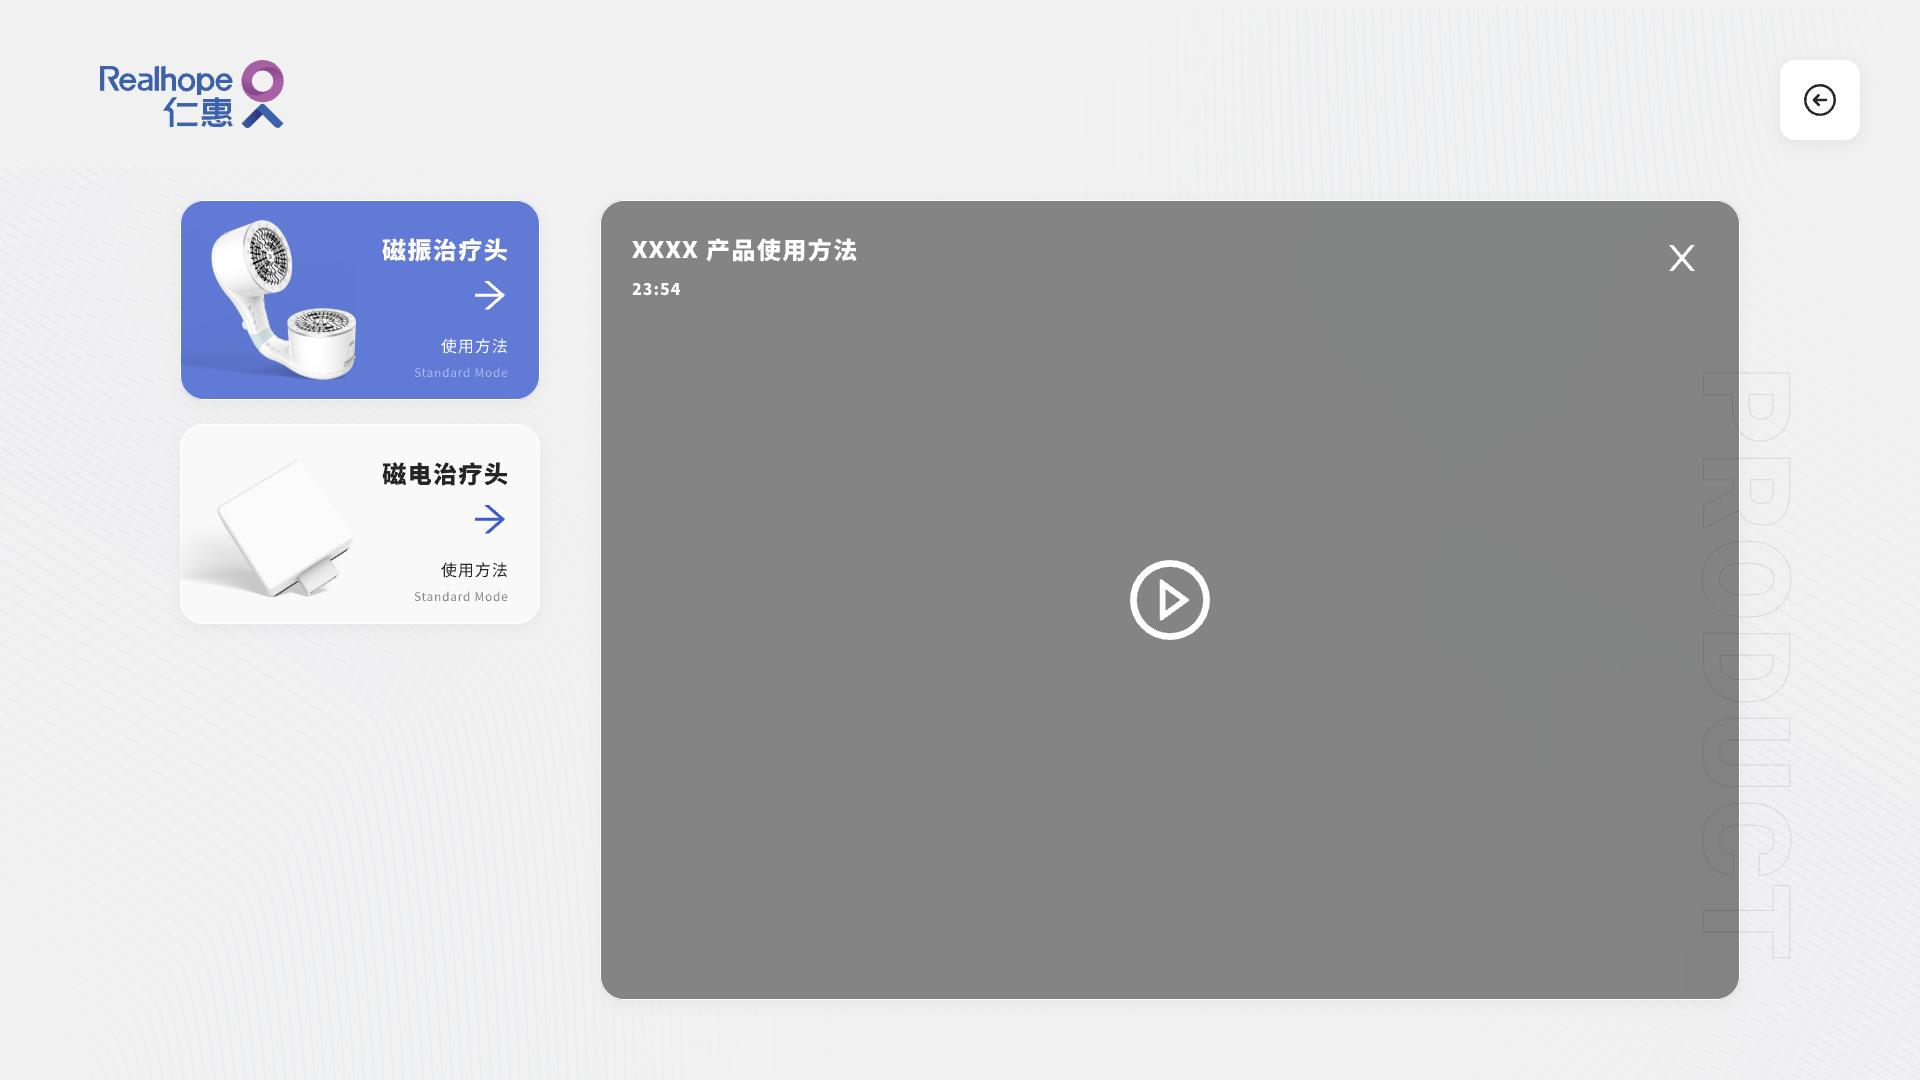 Realhope
仁惠
磁振治疗头
使用方法
Standard Mode
磁电治疗头
使用方法
Standard Mode
XXXX 产品使用方法
23:54
X
PRODUCT